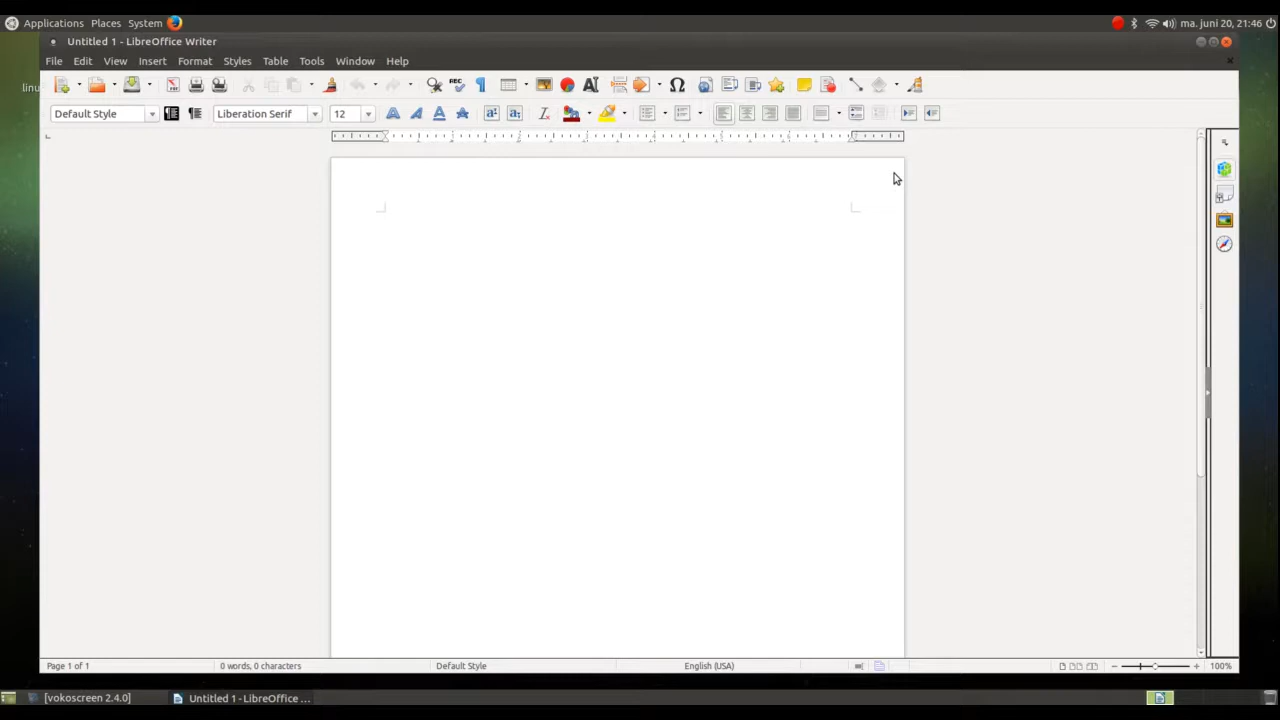 Applications Places System ma. juni 20, 21:46
Untitled 1 - LibreOffice Writer
File Edit View Insert Format Styles Table Tools Window Help
linu
Default Style Liberation Serif 12
Page 1 of 1 0 words, 0 characters Default Style English (USA) 100%
[vokoscreen 2.4.0] Untitled 1 - LibreOffice ...